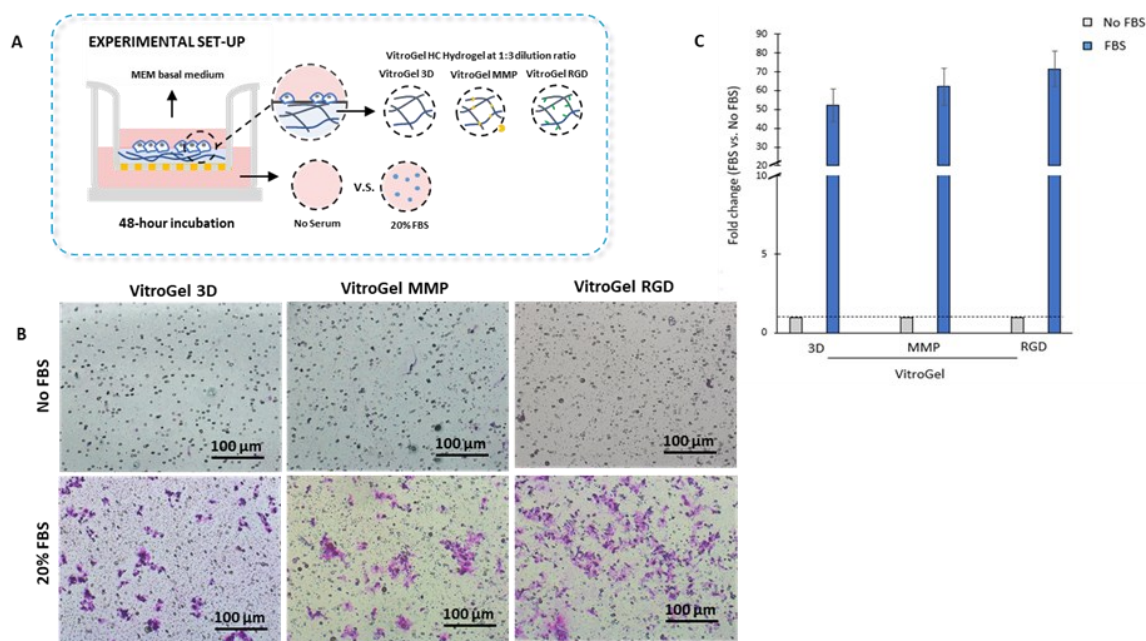 A
EXPERIMENTAL SET-UP
MEM basal medium
VitroGel HC Hydrogel at 1:3 dilution ratio
VitroGel 3D VitroGel MMP VitroGel RGD
V.S.
48-hour incubation
No Serum
20% FBS
B
VitroGel 3D VitroGel MMP VitroGel RGD
No FBS
100 µm 100 µm 100 µm
20% FBS
100 µm 100 µm 100 µm
C
No FBS
FBS
Fold change (FBS vs. No FBS)
90
80
70
60
50
40
30
20
10
5
0
3D MMP RGD
VitroGel